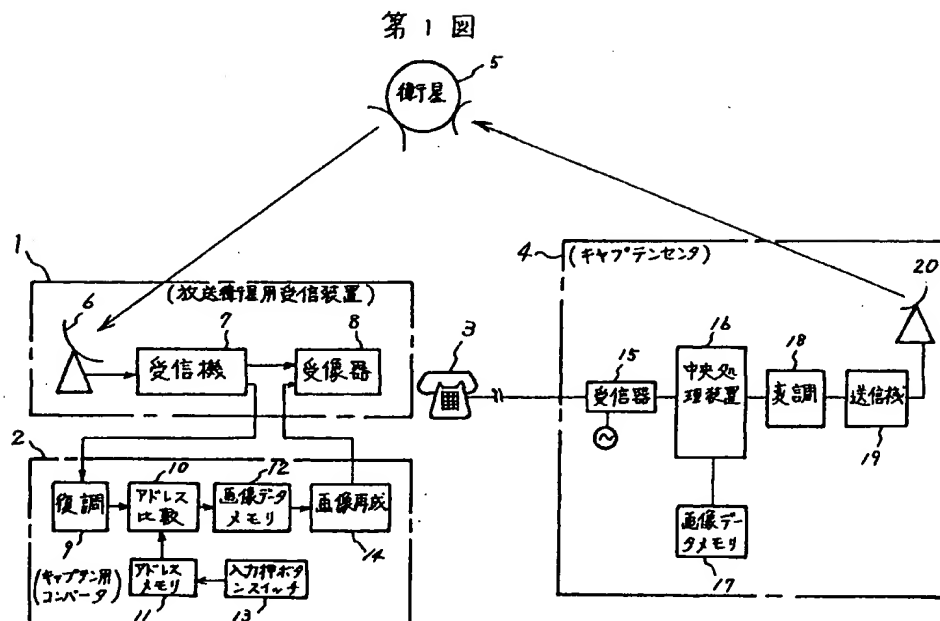 第1図
5
衛星
1
(放送衛星用受信装置)
6
7
受信機
8
受像器
3
4
(キャプテンセンタ)
20
15
受信器
16
中央処
理装置
18
変調
送信機
19
画像データ
メモリ
17
2
復調
9
10
アドレス
比較
12
画像データ
メモリ
画像再成
14
(キャプテン用
コンバータ)
アドレス
メモリ
11
入力押ボタ
ンスイッチ
13